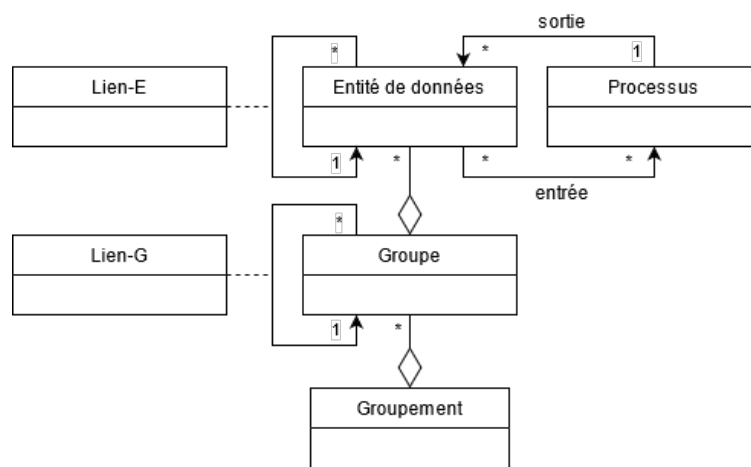 sortie
*
*
1
Lien-E
Entité de données
Processus
1
*
*
*
entrée
*
Lien-G
Groupe
1
*
Groupement